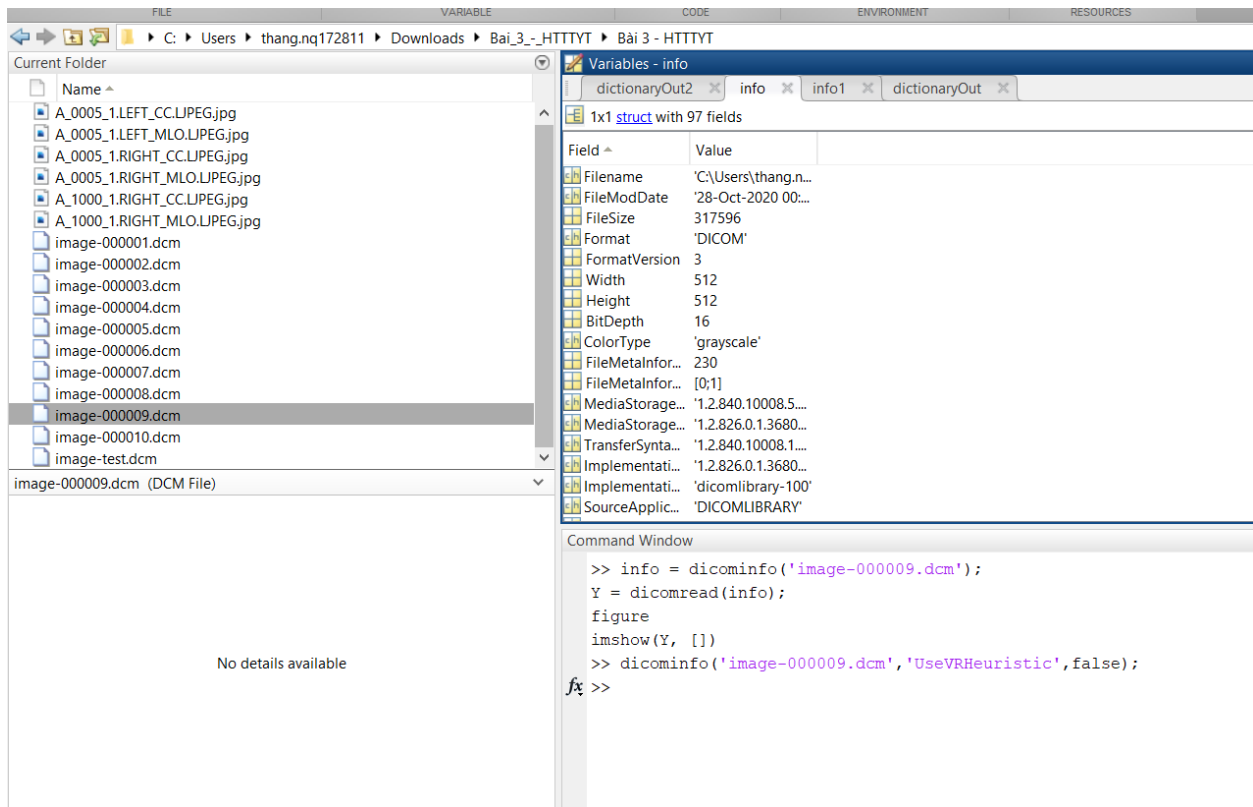 FILE VARIABLE CODE ENVIRONMENT RESOURCES
C: Users thang.nq172811 Downloads Bai_3_-_HTTTYT Bài 3 - HTTTYT
Current Folder
Name
A_0005_1.LEFT_CC.LJPEG.jpg
A_0005_1.LEFT_MLO.LJPEG.jpg
A_0005_1.RIGHT_CC.LJPEG.jpg
A_0005_1.RIGHT_MLO.LJPEG.jpg
A_1000_1.RIGHT_CC.LJPEG.jpg
A_1000_1.RIGHT_MLO.LJPEG.jpg
image-000001.dcm
image-000002.dcm
image-000003.dcm
image-000004.dcm
image-000005.dcm
image-000006.dcm
image-000007.dcm
image-000008.dcm
image-000009.dcm
image-000010.dcm
image-test.dcm
image-000009.dcm (DCM File)
No details available
Variables - info
dictionaryOut2 info info1 dictionaryOut
1x1 struct with 97 fields
Field Value
Filename 'C:\Users\thang.n...
FileModDate '28-Oct-2020 00:...
FileSize 317596
Format 'DICOM'
FormatVersion 3
Width 512
Height 512
BitDepth 16
ColorType 'grayscale'
FileMetaInfor... 230
FileMetaInfor... [0;1]
MediaStorage... '1.2.840.10008.5....
MediaStorage... '1.2.826.0.1.3680...
TransferSynta... '1.2.840.10008.1....
Implementati... '1.2.826.0.1.3680...
Implementati... 'dicomlibrary-100'
SourceApplic... 'DICOMLIBRARY'
Command Window
>> info = dicominfo('image-000009.dcm');
Y = dicomread(info);
figure
imshow(Y, [])
>> dicominfo('image-000009.dcm','UseVRHeuristic',false);
fx >>